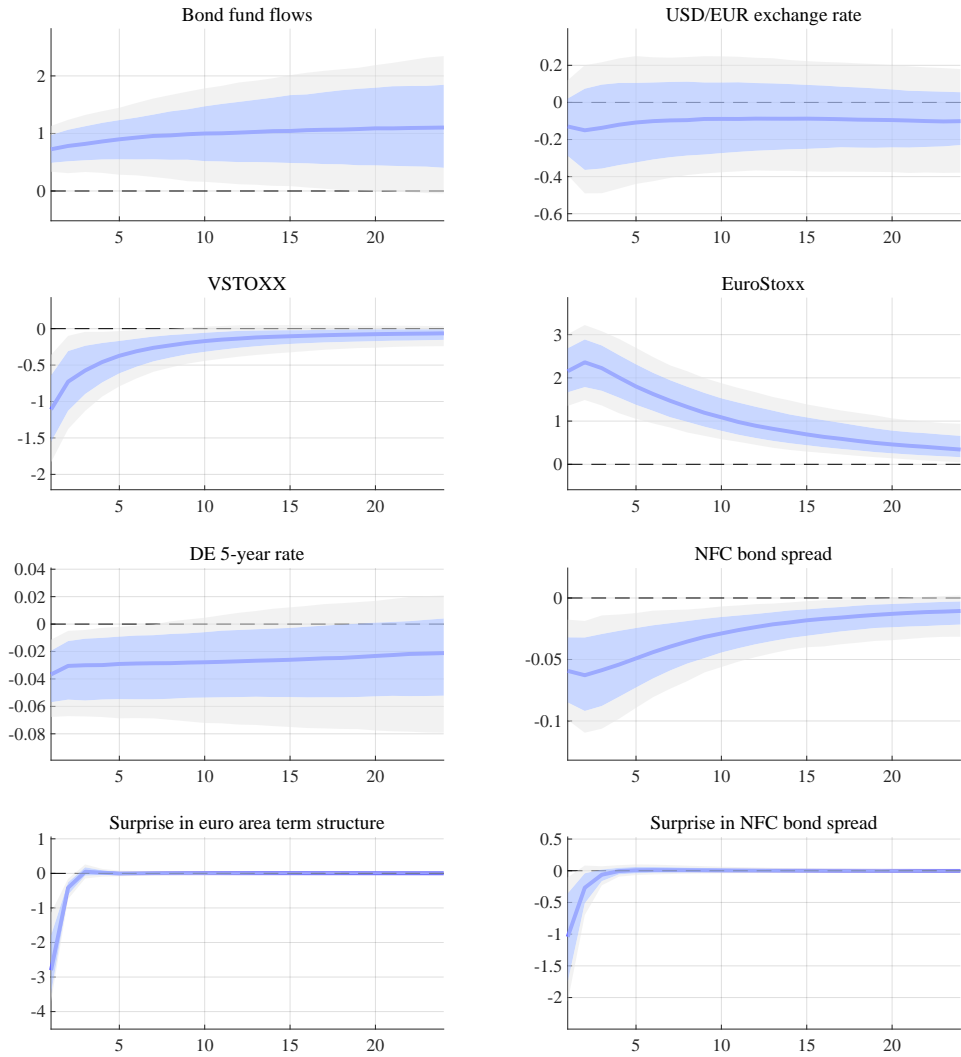 Bond fund flows
2
1
0
5 10 15 20
USD/EUR exchange rate
0.2
0
-0.2
-0.4
-0.6
5 10 15 20
VSTOXX
0
-0.5
-1
-1.5
-2
5 10 15 20
EuroStoxx
3
2
1
0
5 10 15 20
DE 5-year rate
0.04
0.02
0
-0.02
-0.04
-0.06
-0.08
5 10 15 20
NFC bond spread
0
-0.05
-0.1
5 10 15 20
Surprise in euro area term structure
1
0
-1
-2
-3
-4
5 10 15 20
Surprise in NFC bond spread
0.5
0
-0.5
-1
-1.5
-2
5 10 15 20